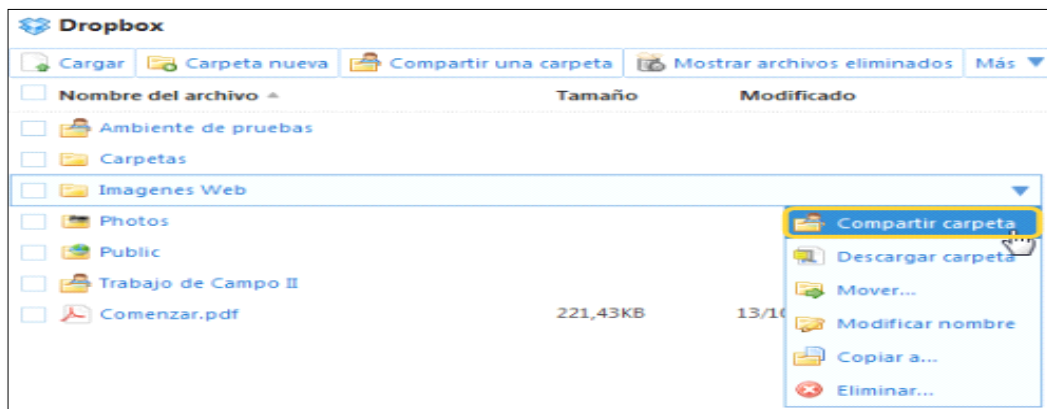 Dropbox
Cargar Carpeta nueva Compartir una carpeta Mostrar archivos eliminados Más
Nombre del archivo Tamaño Modificado
Ambiente de pruebas
Carpetas
Imagenes Web
Photos Compartir carpeta
Public Descargar carpeta
Trabajo de Campo II Mover...
Comenzar.pdf 221,43KB Modificar nombre
Copiar a...
Eliminar...